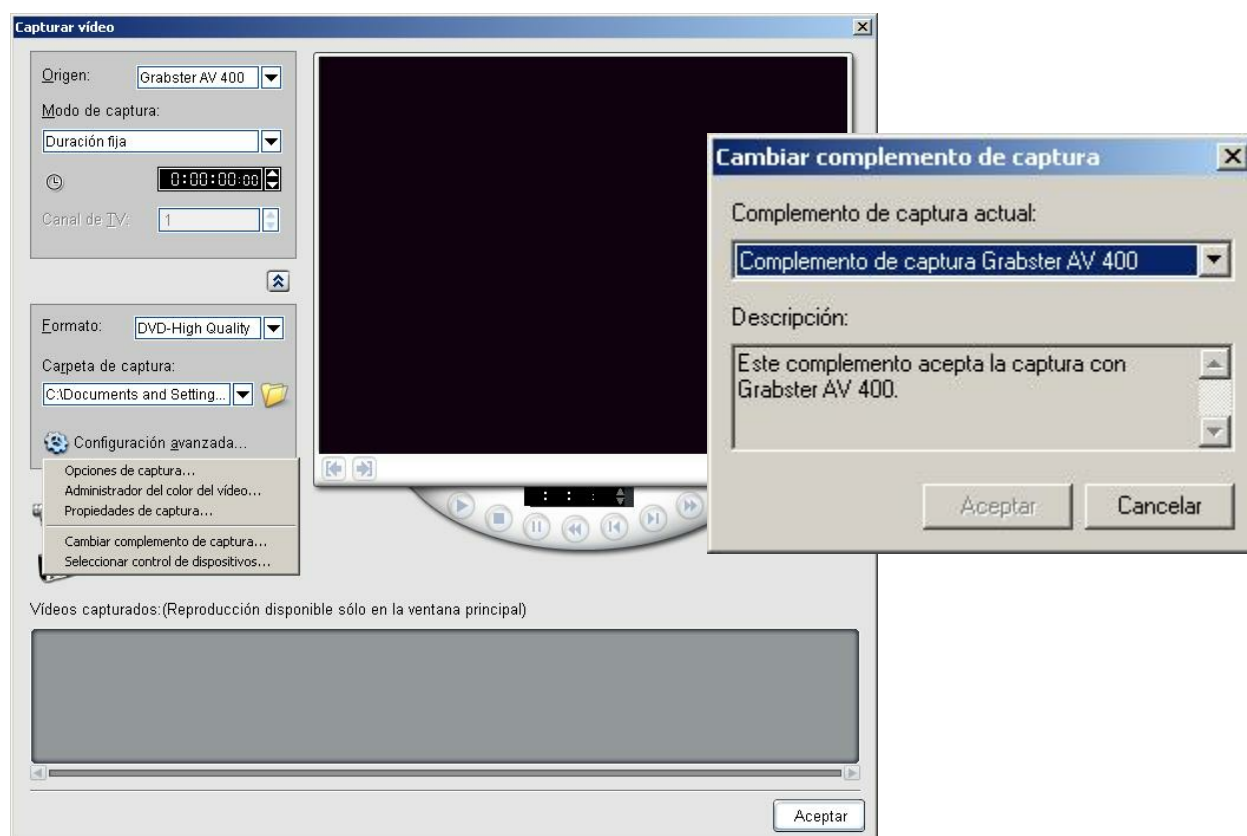 Capturar vídeo
Origen: Grabster AV 400
Modo de captura:
Duración fija
0:00:00:00
Canal de TV: 1
Formato: DVD-High Quality
Carpeta de captura:
C:\Documents and Setting...
Configuración avanzada...
Opciones de captura...
Administrador del color del vídeo...
Propiedades de captura...
Cambiar complemento de captura...
Seleccionar control de dispositivos...
Vídeos capturados:(Reproducción disponible sólo en la ventana principal)
Aceptar
Cambiar complemento de captura
Complemento de captura actual:
Complemento de captura Grabster AV 400
Descripción:
Este complemento acepta la captura con
Grabster AV 400.
Aceptar Cancelar